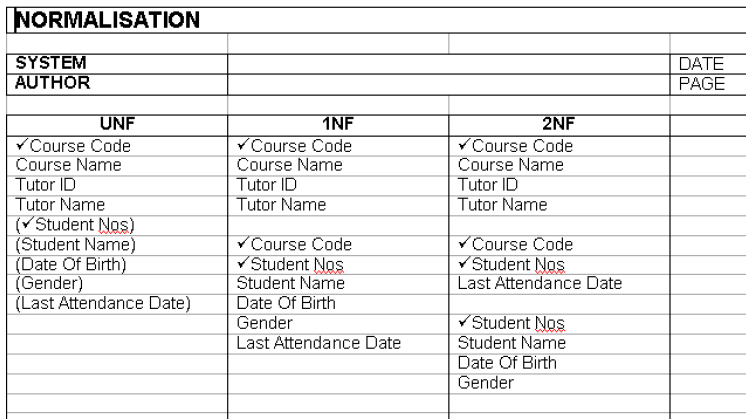 NORMALISATION
SYSTEM DATE
AUTHOR PAGE
UNF 1NF 2NF
✓Course Code ✓Course Code ✓Course Code
Course Name Course Name Course Name
Tutor ID Tutor ID Tutor ID
Tutor Name Tutor Name Tutor Name
(✓Student Nos)
(Student Name) ✓Course Code ✓Course Code
(Date Of Birth) ✓Student Nos ✓Student Nos
(Gender) Student Name Last Attendance Date
(Last Attendance Date) Date Of Birth
Gender ✓Student Nos
Last Attendance Date Student Name
Date Of Birth
Gender